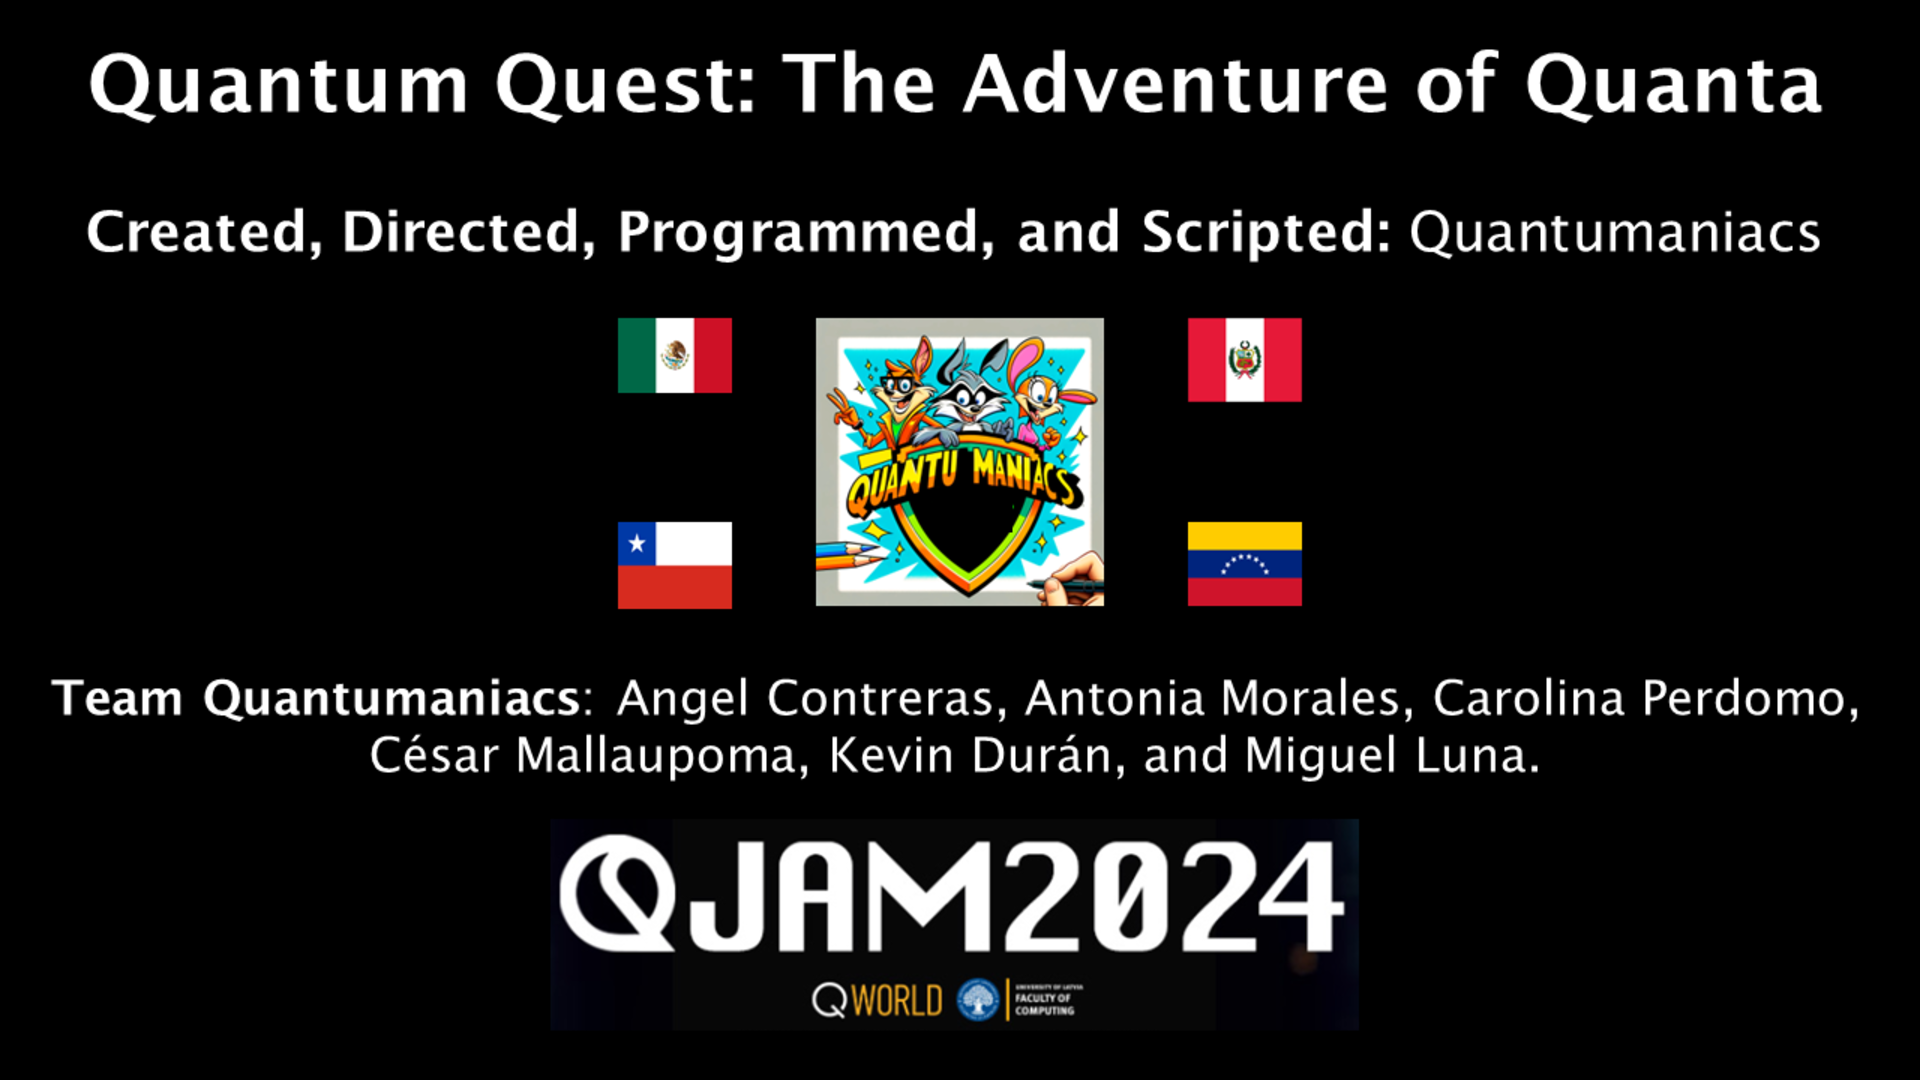 Quantum Quest: The Adventure of Quanta
Created, Directed, Programmed, and Scripted: Quantumaniacs
QUANTU MANIACS
Team Quantumaniacs: Angel Contreras, Antonia Morales, Carolina Perdomo,
César Mallaupoma, Kevin Durán, and Miguel Luna.
QJAM2024
QWORLD
UNIVERSITY OF LATVIA
FACULTY OF
COMPUTING